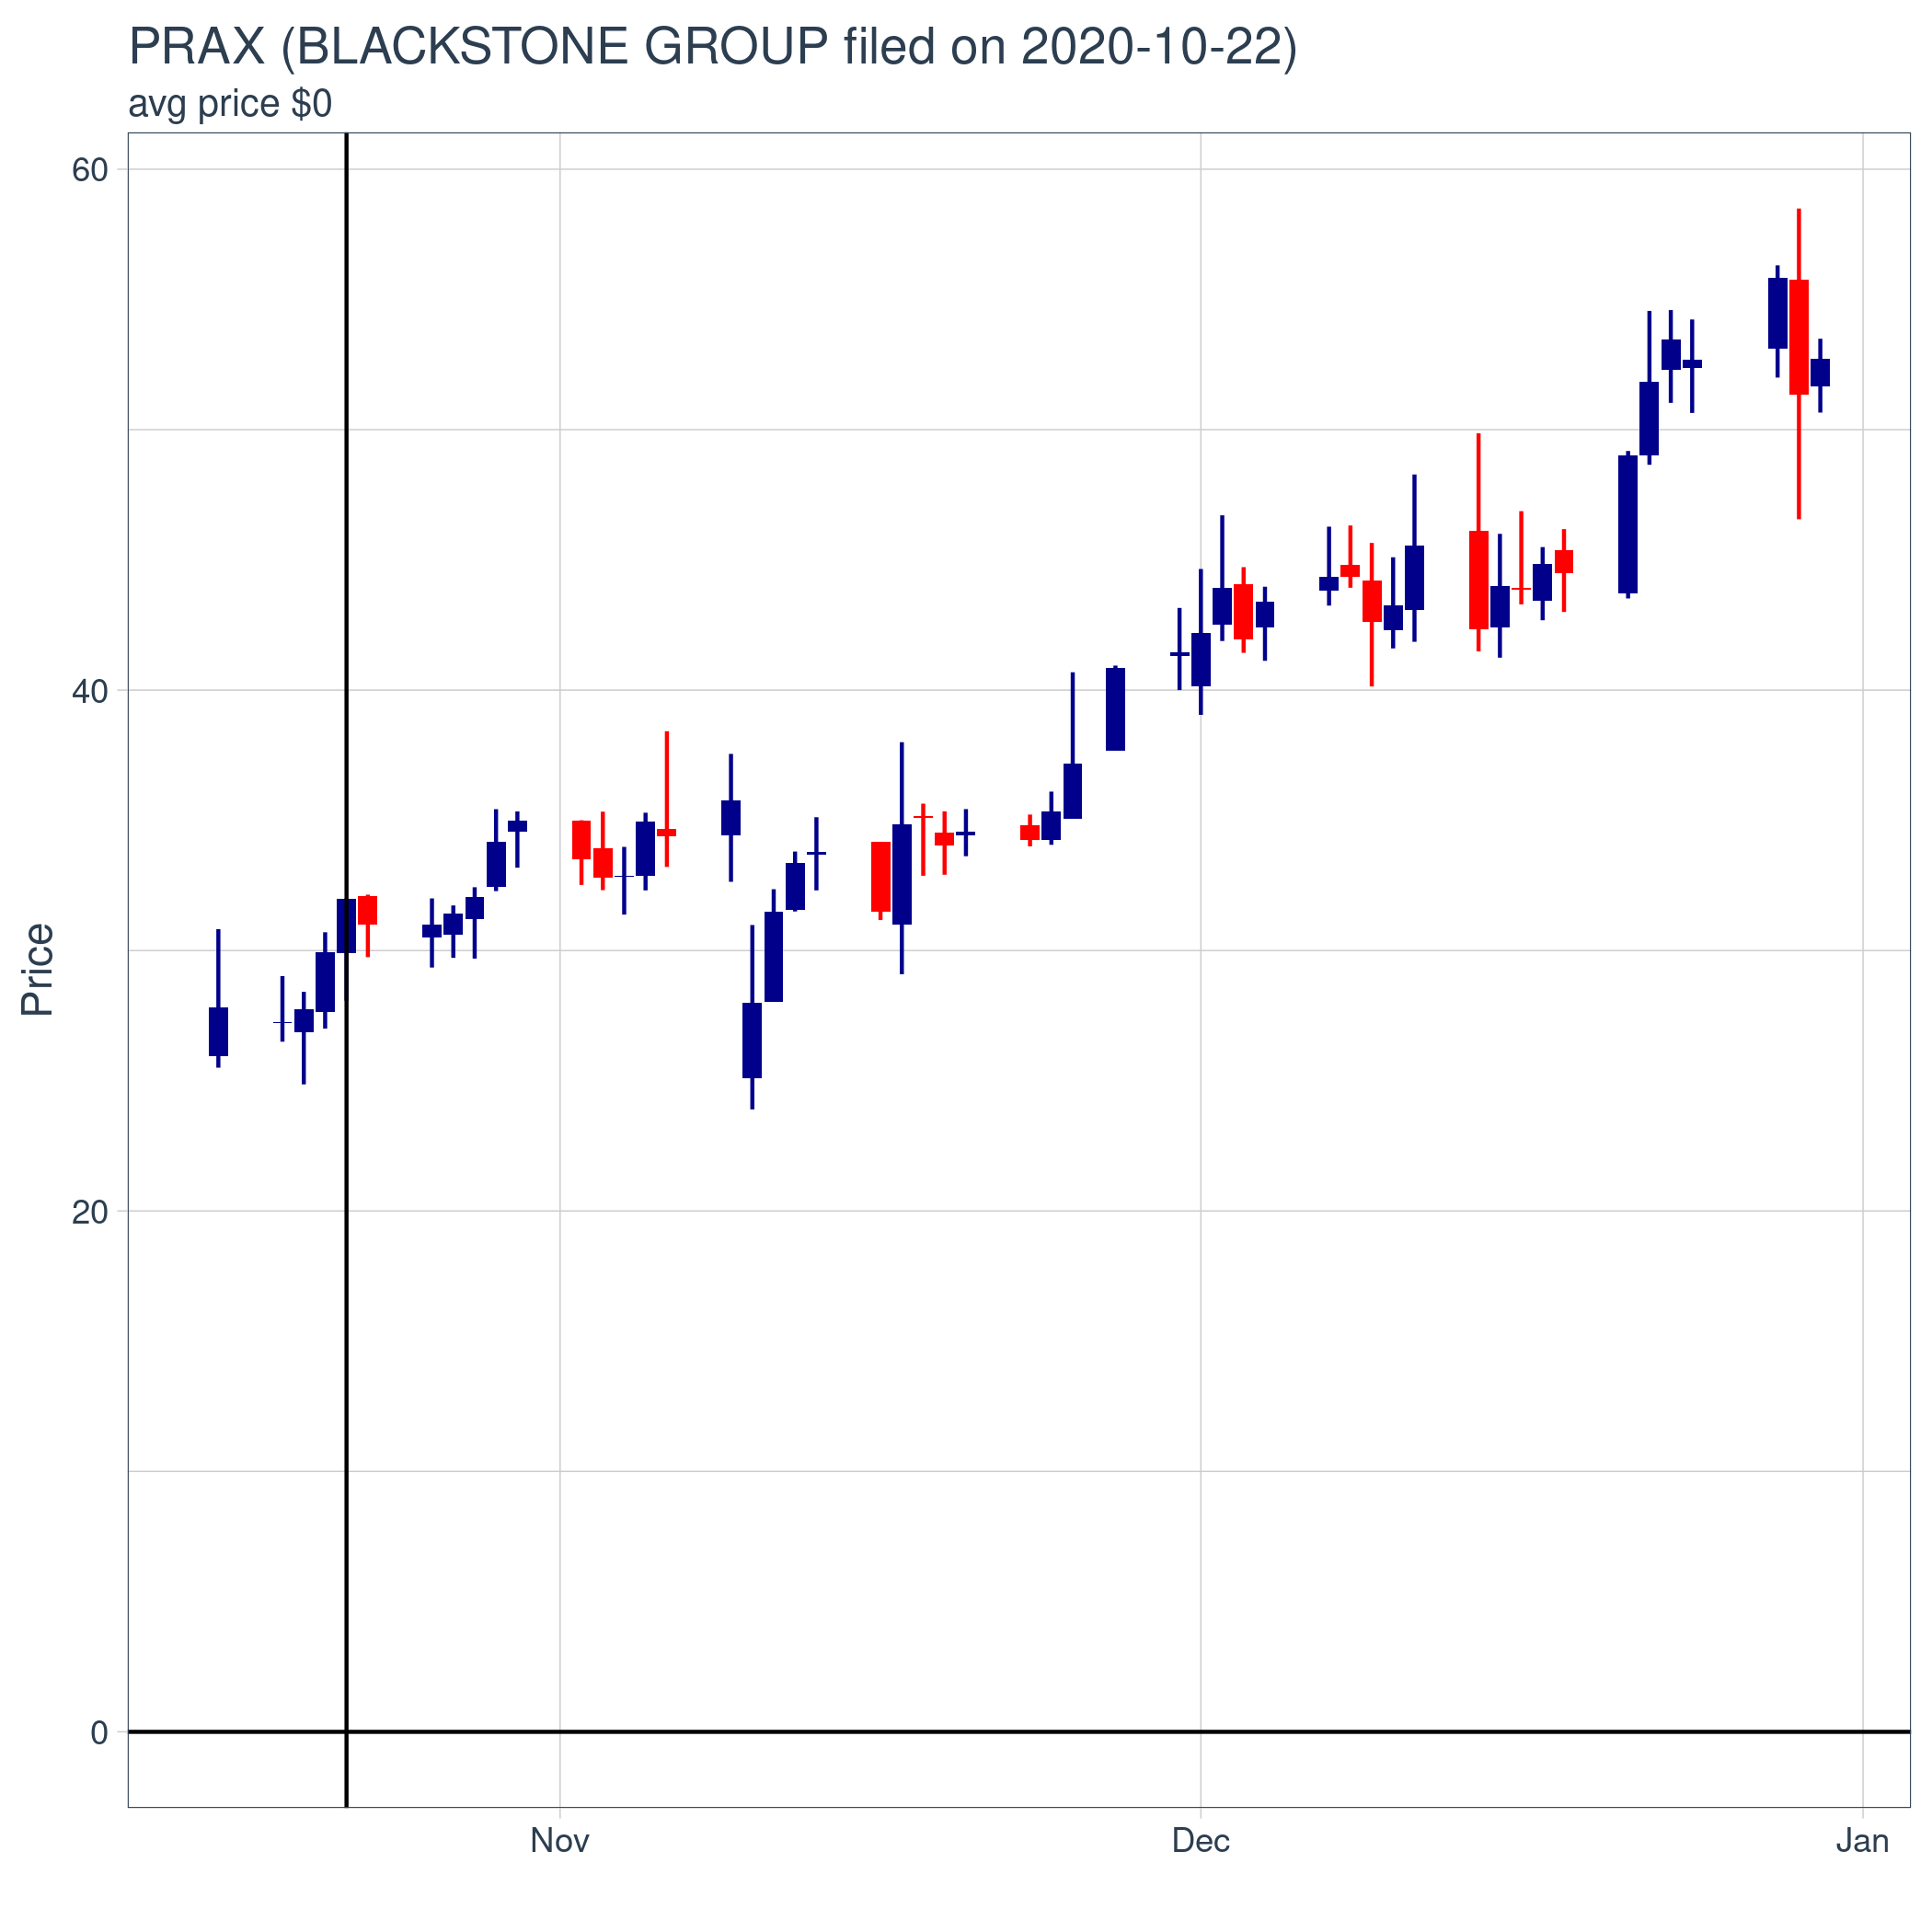 PRAX (BLACKSTONE GROUP filed on 2020-10-22)
avg price $0
60
40
20
0
Price
Nov
Dec
Jan